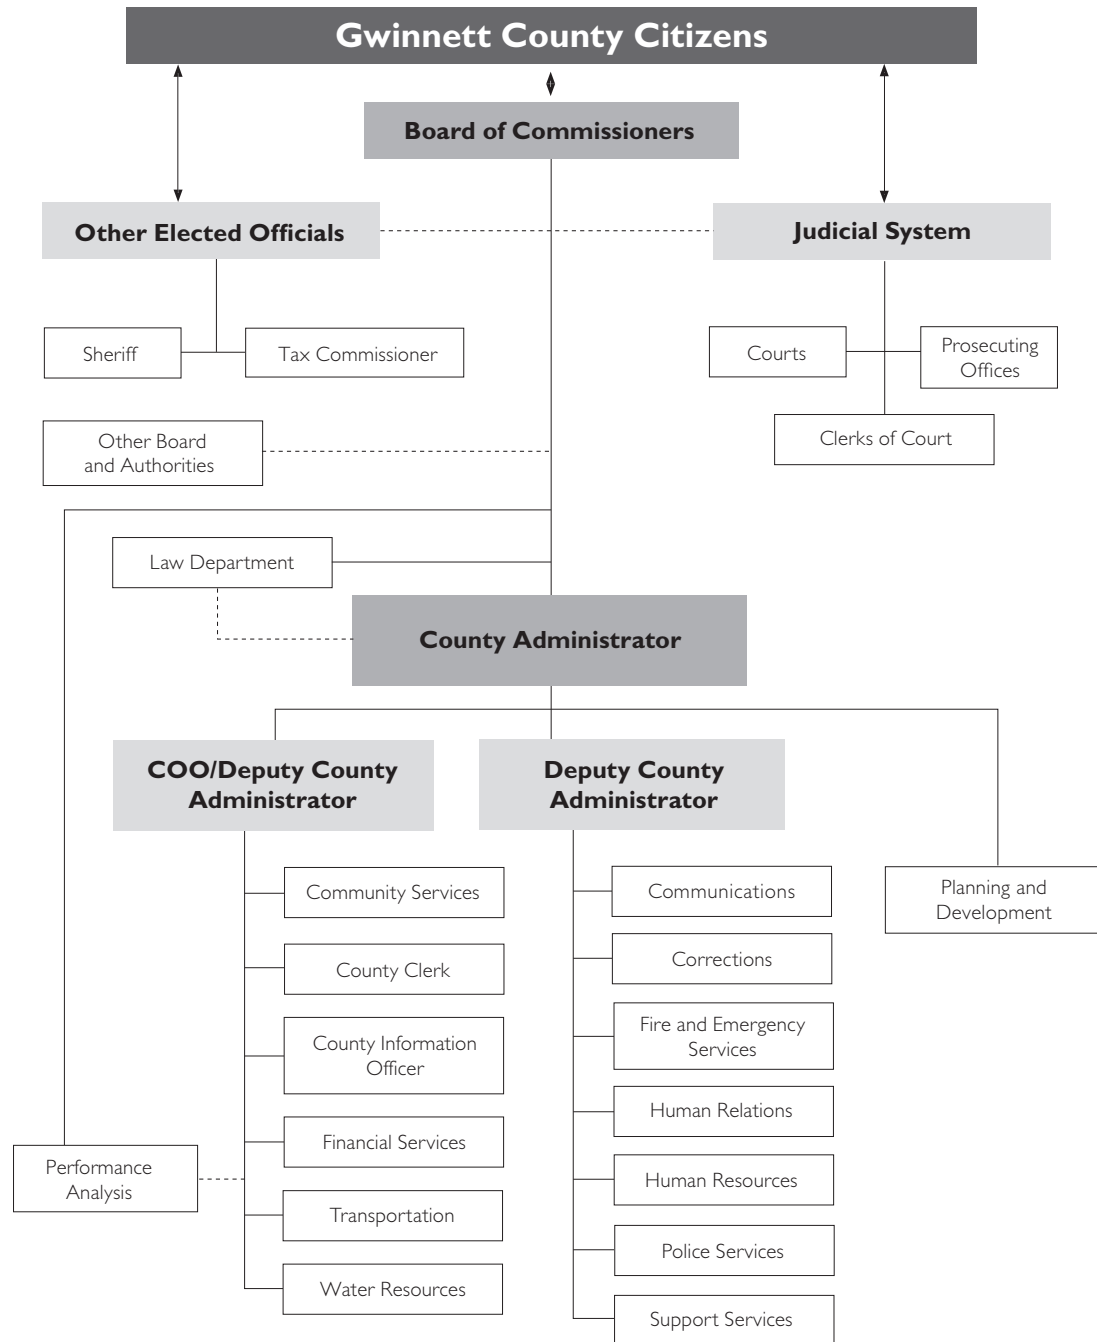 Gwinnett County Citizens
Board of Commissioners
Other Elected Officials
Judicial System
Sheriff
Tax Commissioner
Courts
Prosecuting
Offices
Clerks of Court
Other Board
and Authorities
Law Department
County Administrator
COO/Deputy County
Administrator
Deputy County
Administrator
Community Services
County Clerk
County Information
Officer
Financial Services
Transportation
Water Resources
Performance
Analysis
Communications
Corrections
Fire and Emergency
Services
Human Relations
Human Resources
Police Services
Support Services
Planning and
Development